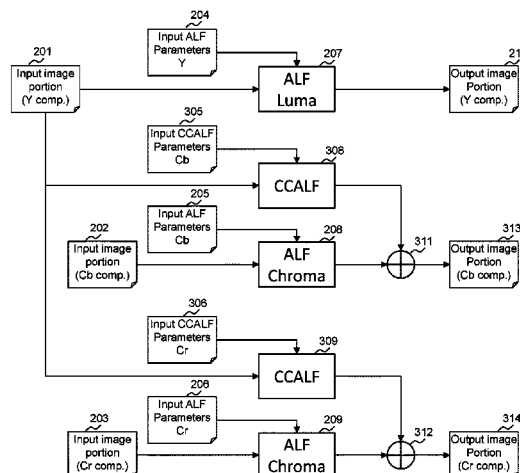 204
Input ALF
Parameters
Y
201
Input image
portion
(Y comp.)
207
ALF
Luma
21
Output image
Portion
(Y comp.)
305
Input CCALF
Parameters
Cb
308
CCALF
205
Input ALF
Parameters
Cb
202
Input image
portion
(Cb comp.)
208
ALF
Chroma
311
313
Output image
Portion
(Cb comp.)
306
Input CCALF
Parameters
Cr
309
CCALF
206
Input ALF
Parameters
Cr
203
Input image
portion
(Cr comp.)
209
ALF
Chroma
312
314
Output image
Portion
(Cr comp.)